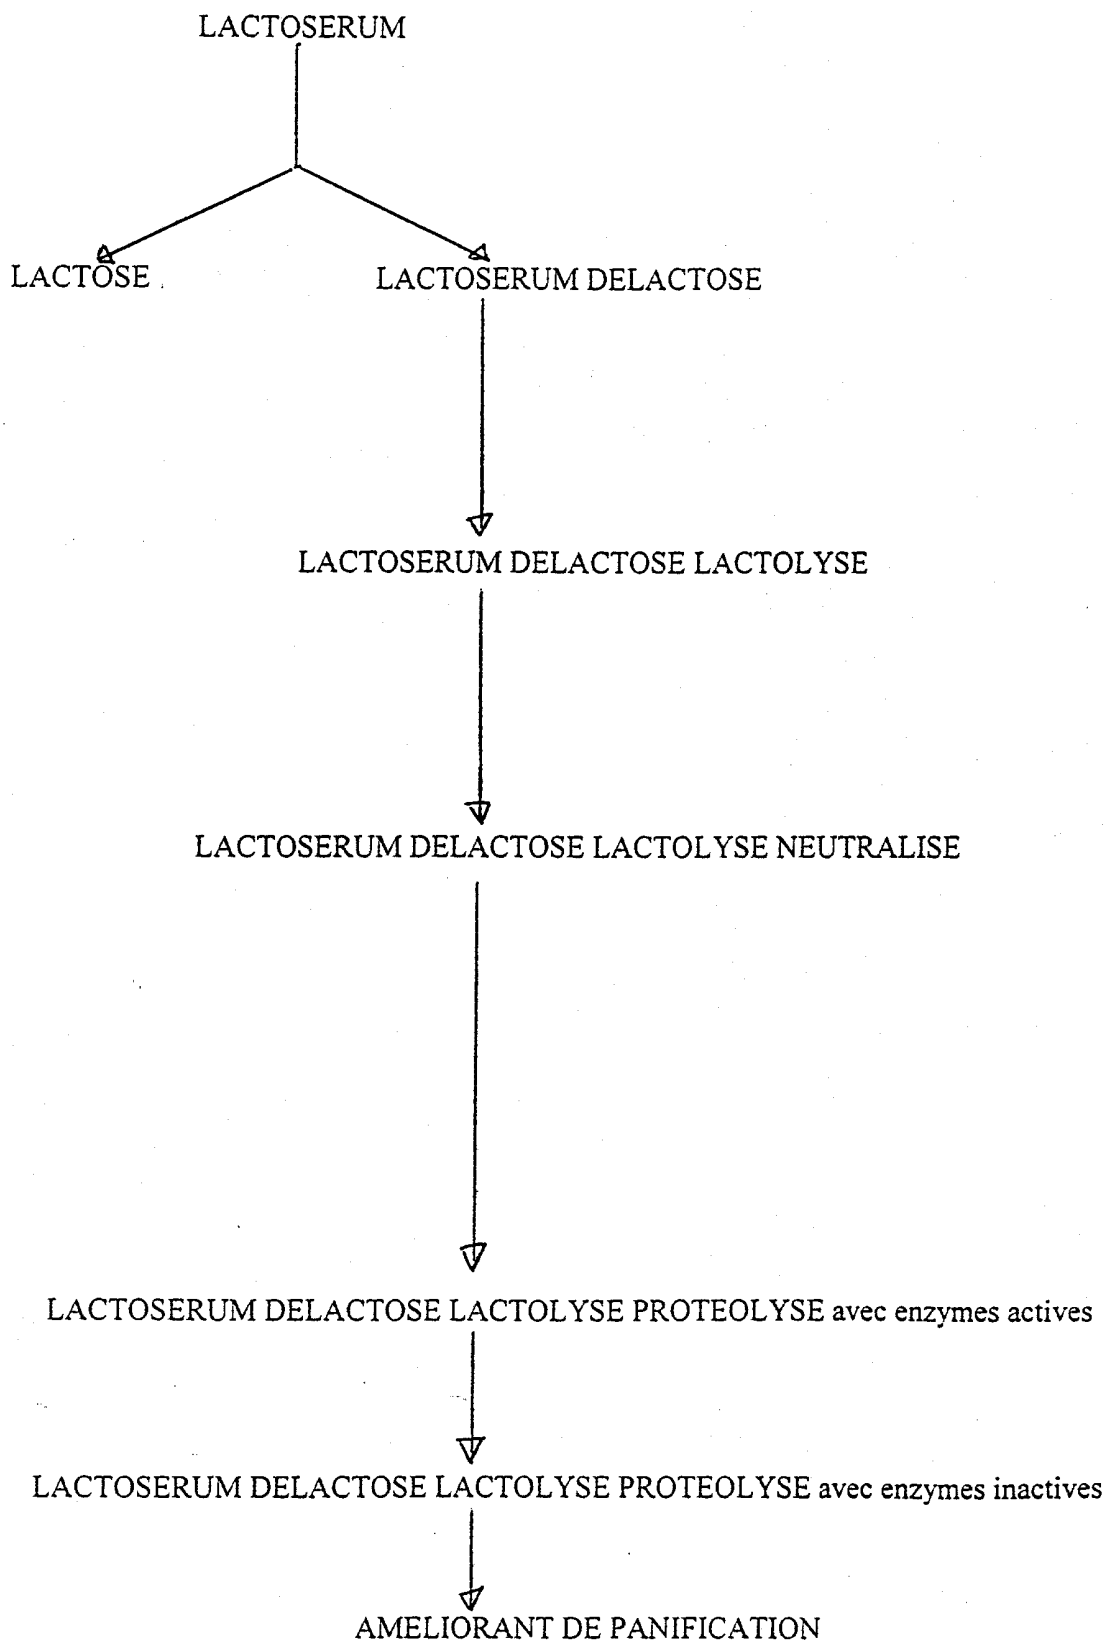 LACTOSERUM
LACTOSE
LACTOSERUM DELACTOSE
LACTOSERUM DELACTOSE LACTOLYSE
LACTOSERUM DELACTOSE LACTOLYSE NEUTRALISE
LACTOSERUM DELACTOSE LACTOLYSE PROTEOLYSE avec enzymes actives
LACTOSERUM DELACTOSE LACTOLYSE PROTEOLYSE avec enzymes inactives
AMELIORANT DE PANIFICATION